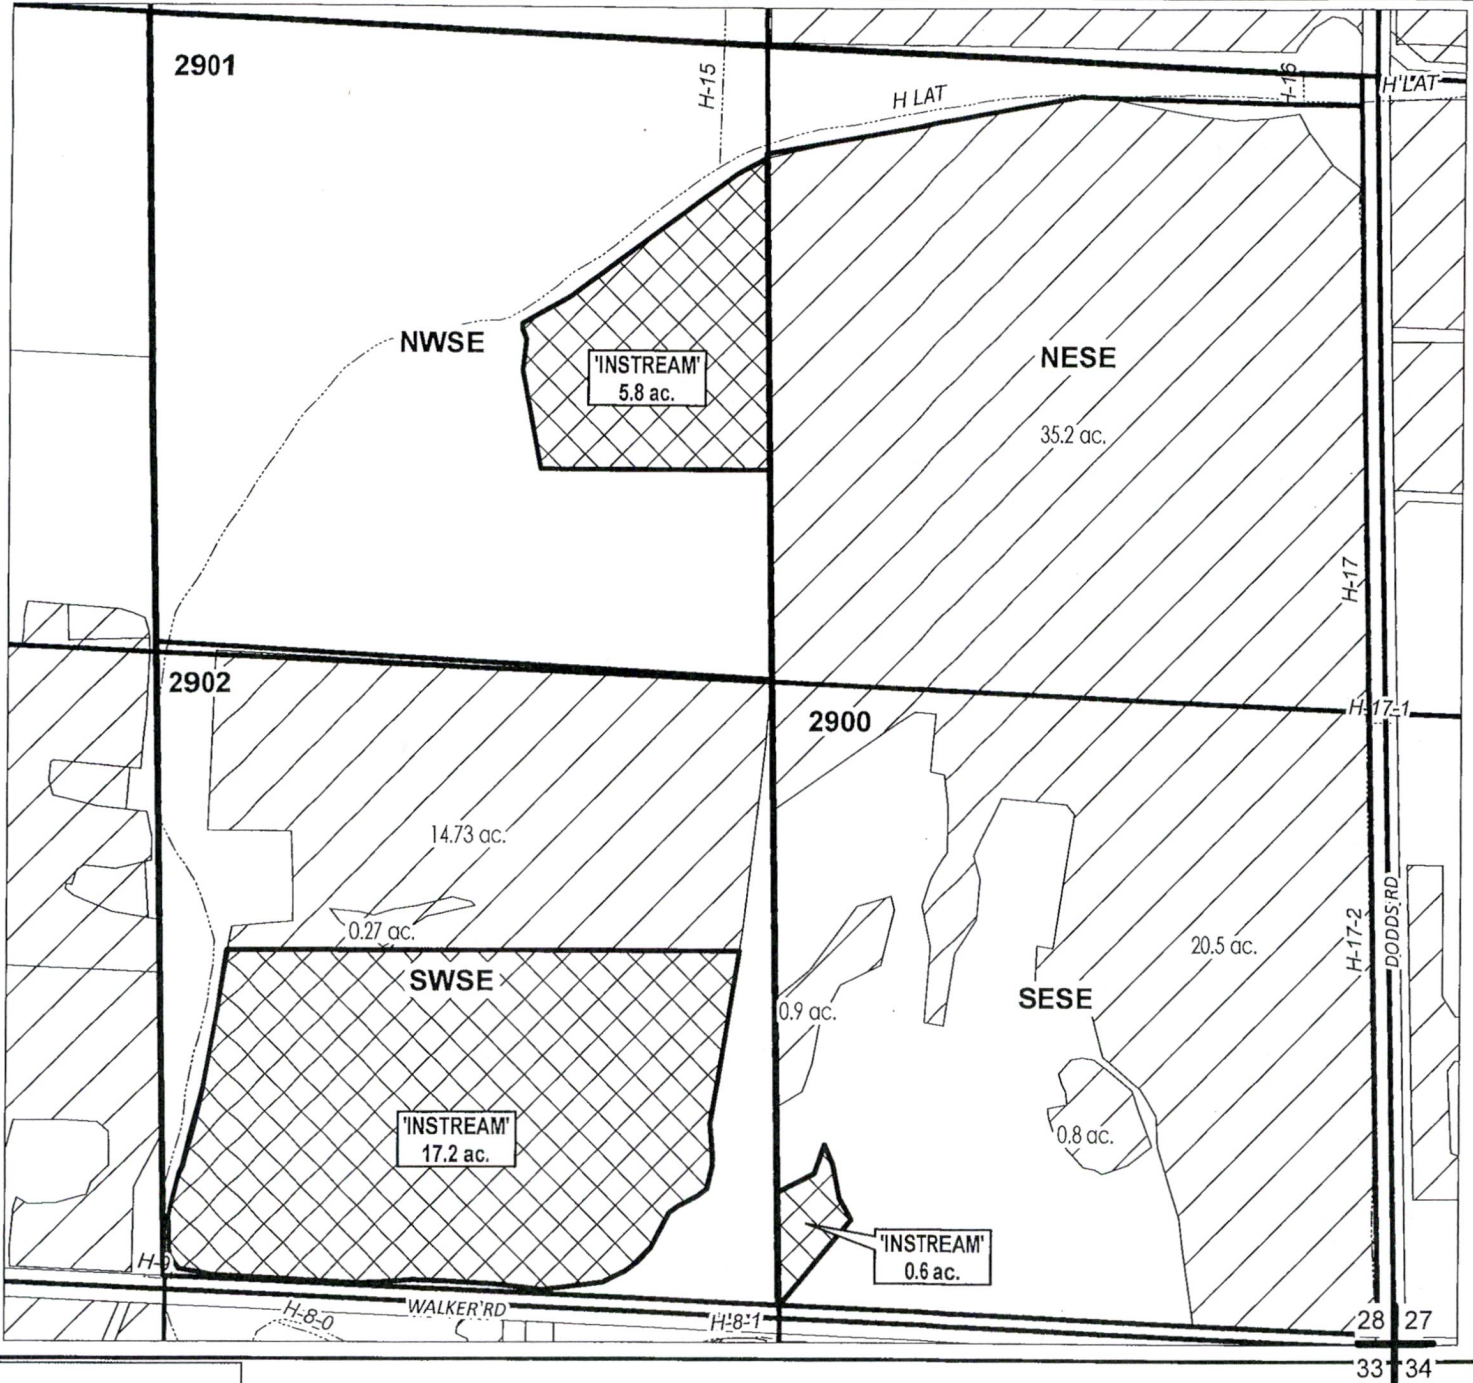 2901
H-15
H LAT
H-16
H LAT
NWSE
'INSTREAM'
5.8 ac.
NESE
35.2 ac.
H-17
2902
2900
H-17-1
14.73 ac.
0.27 ac.
SWSE
0.9 ac.
SESE
20.5 ac.
H-17-2
DODDS RD
'INSTREAM'
17.2 ac.
0.8 ac.
'INSTREAM'
0.6 ac.
H-9
H-8-0
WALKER RD
H-8-1
28 27
33 34